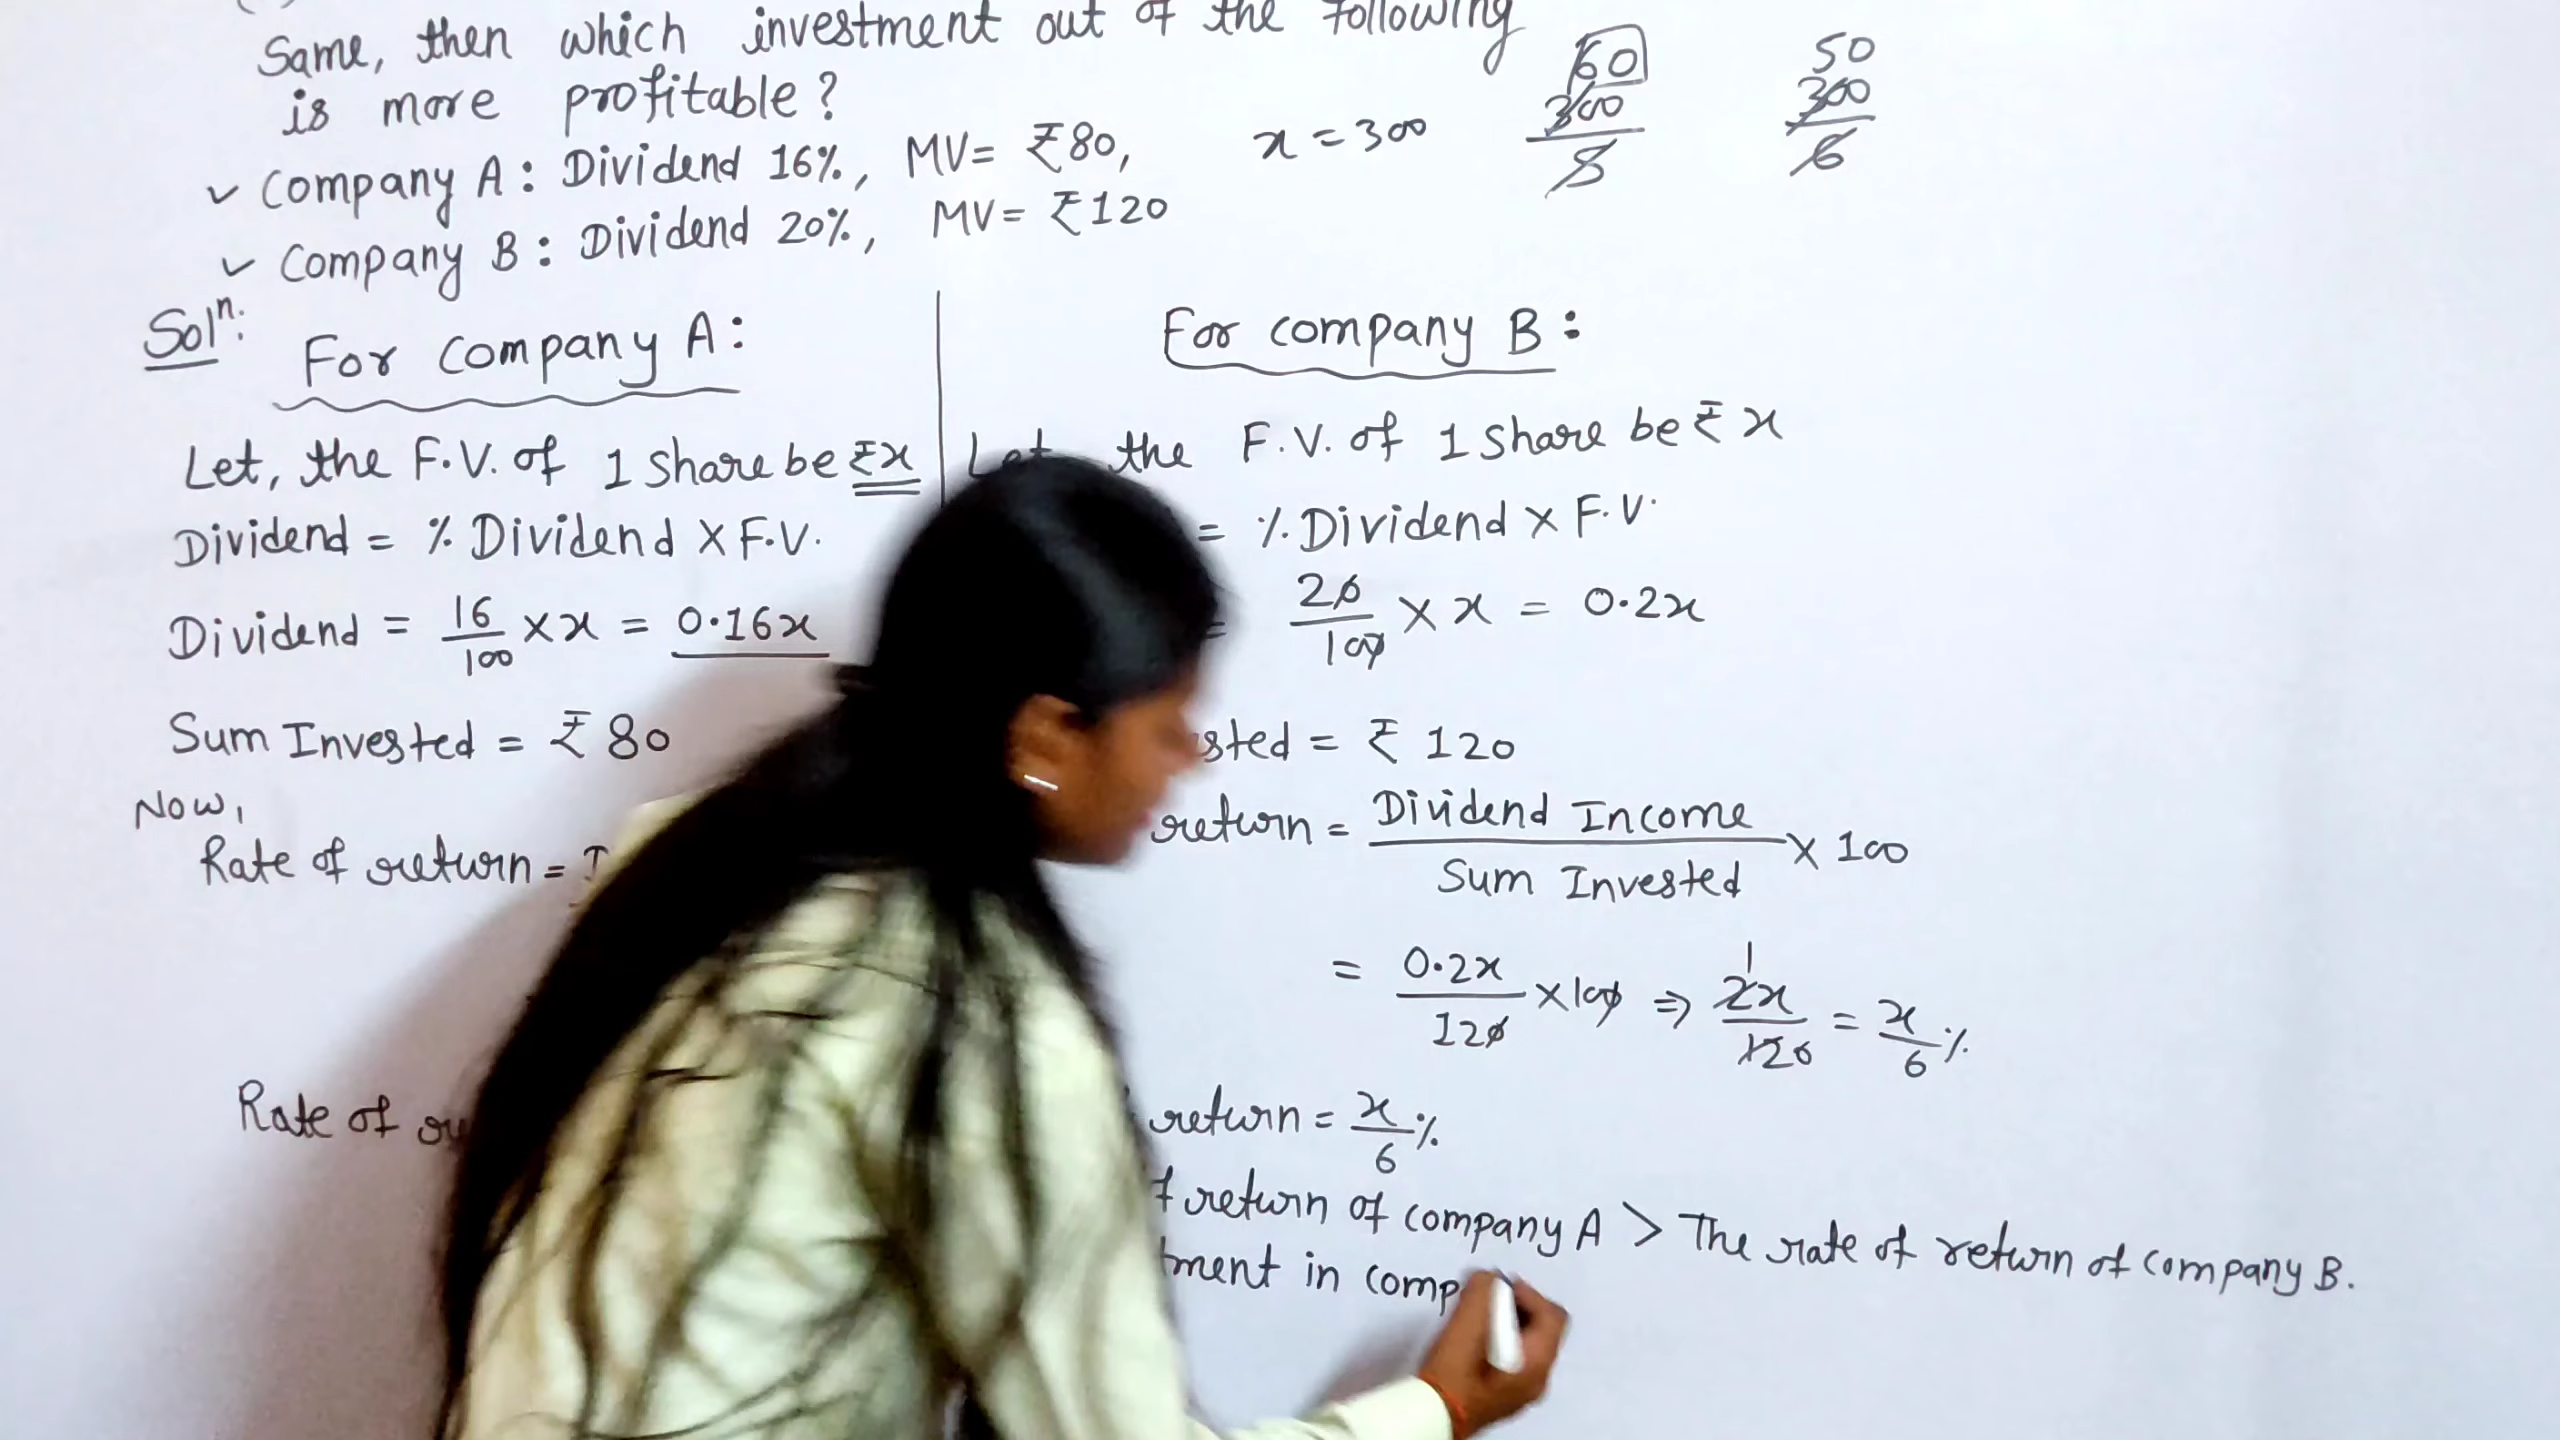 Same, then which investment out of the following
is more profitable?
✓ Company A: Dividend 16%, MV= ₹80,
✓ Company B: Dividend 20%, MV= ₹120
x = 300
60
300
5
50
300
6
Solⁿ:
For Company A:
Let, the F.V. of 1 share be ₹x
Dividend = % Dividend × F.V.
Dividend = 16/100 × x = 0.16x
Sum Invested = ₹ 80
Now,
Rate of return =
Rate of
For company B:
Let the F.V. of 1 share be ₹ x
= % Dividend × F.V.
= 20/100 × x = 0.2x
= ₹ 120
return = Dividend Income/Sum Invested × 100
= 0.2x/120 × 100 ⇒ 1 2x/12 6 = x/6 %
return = x/6 %
return of company A > The rate of return of company B.
in